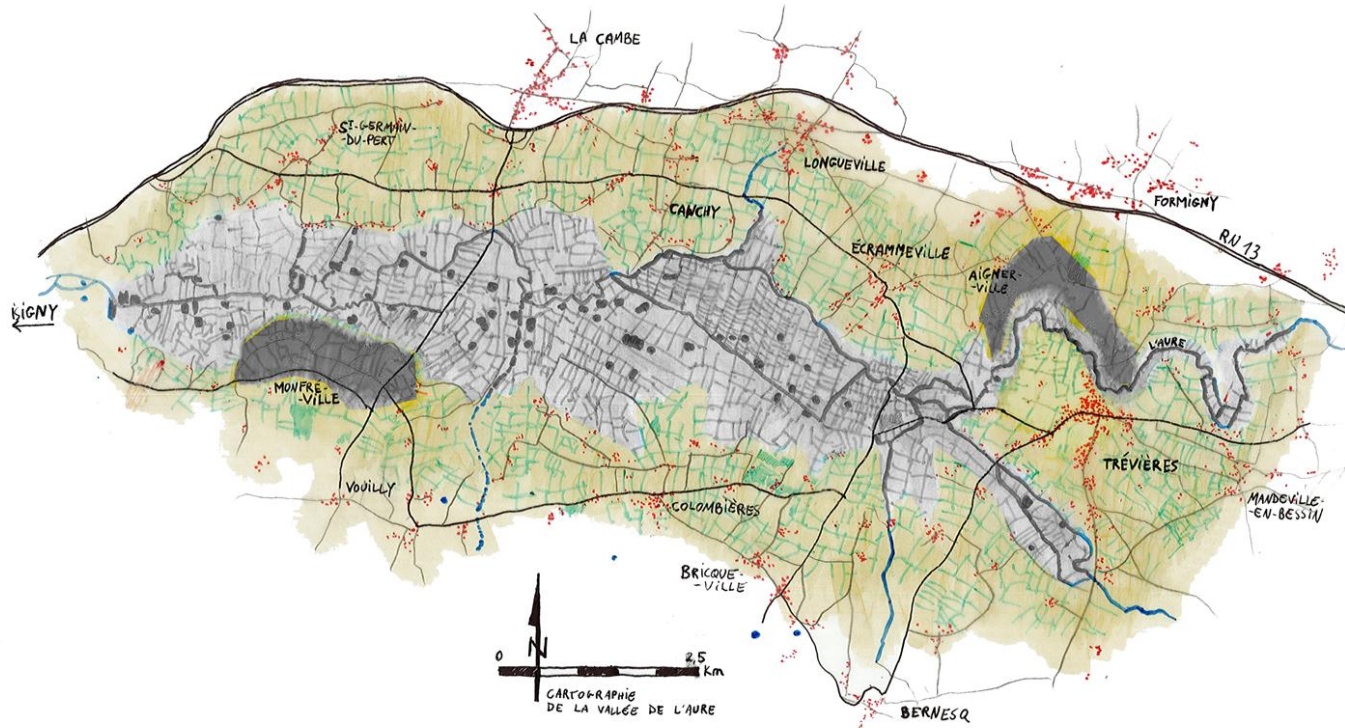 LA CAMBE
ST-GERMAIN-
-DU-PERT
LONGUEVILLE
CANCHY
FORMIGNY
ECRAMMEVILLE
RN 13
AIGNER-
VILLE
KIGNY
L'AURE
MONFRE-
VILLE
TRÉVIÈRES
VOUILLY
COLOMBIÈRES
MANDEVILLE-
-EN-BESSIN
BRICQUE-
-VILLE
N
0
2,5
Km
CARTOGRAPHIE
DE LA VALLÉE DE L'AURE
BERNESQ